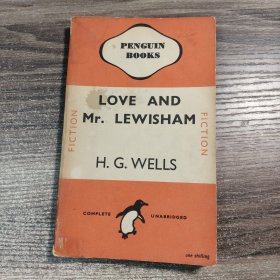 PENGUIN
BOOKS
LOVE AND
Mr. LEWISHAM
FICTION
FICTION
H. G. WELLS
COMPLETE UNABRIDGED
one shilling